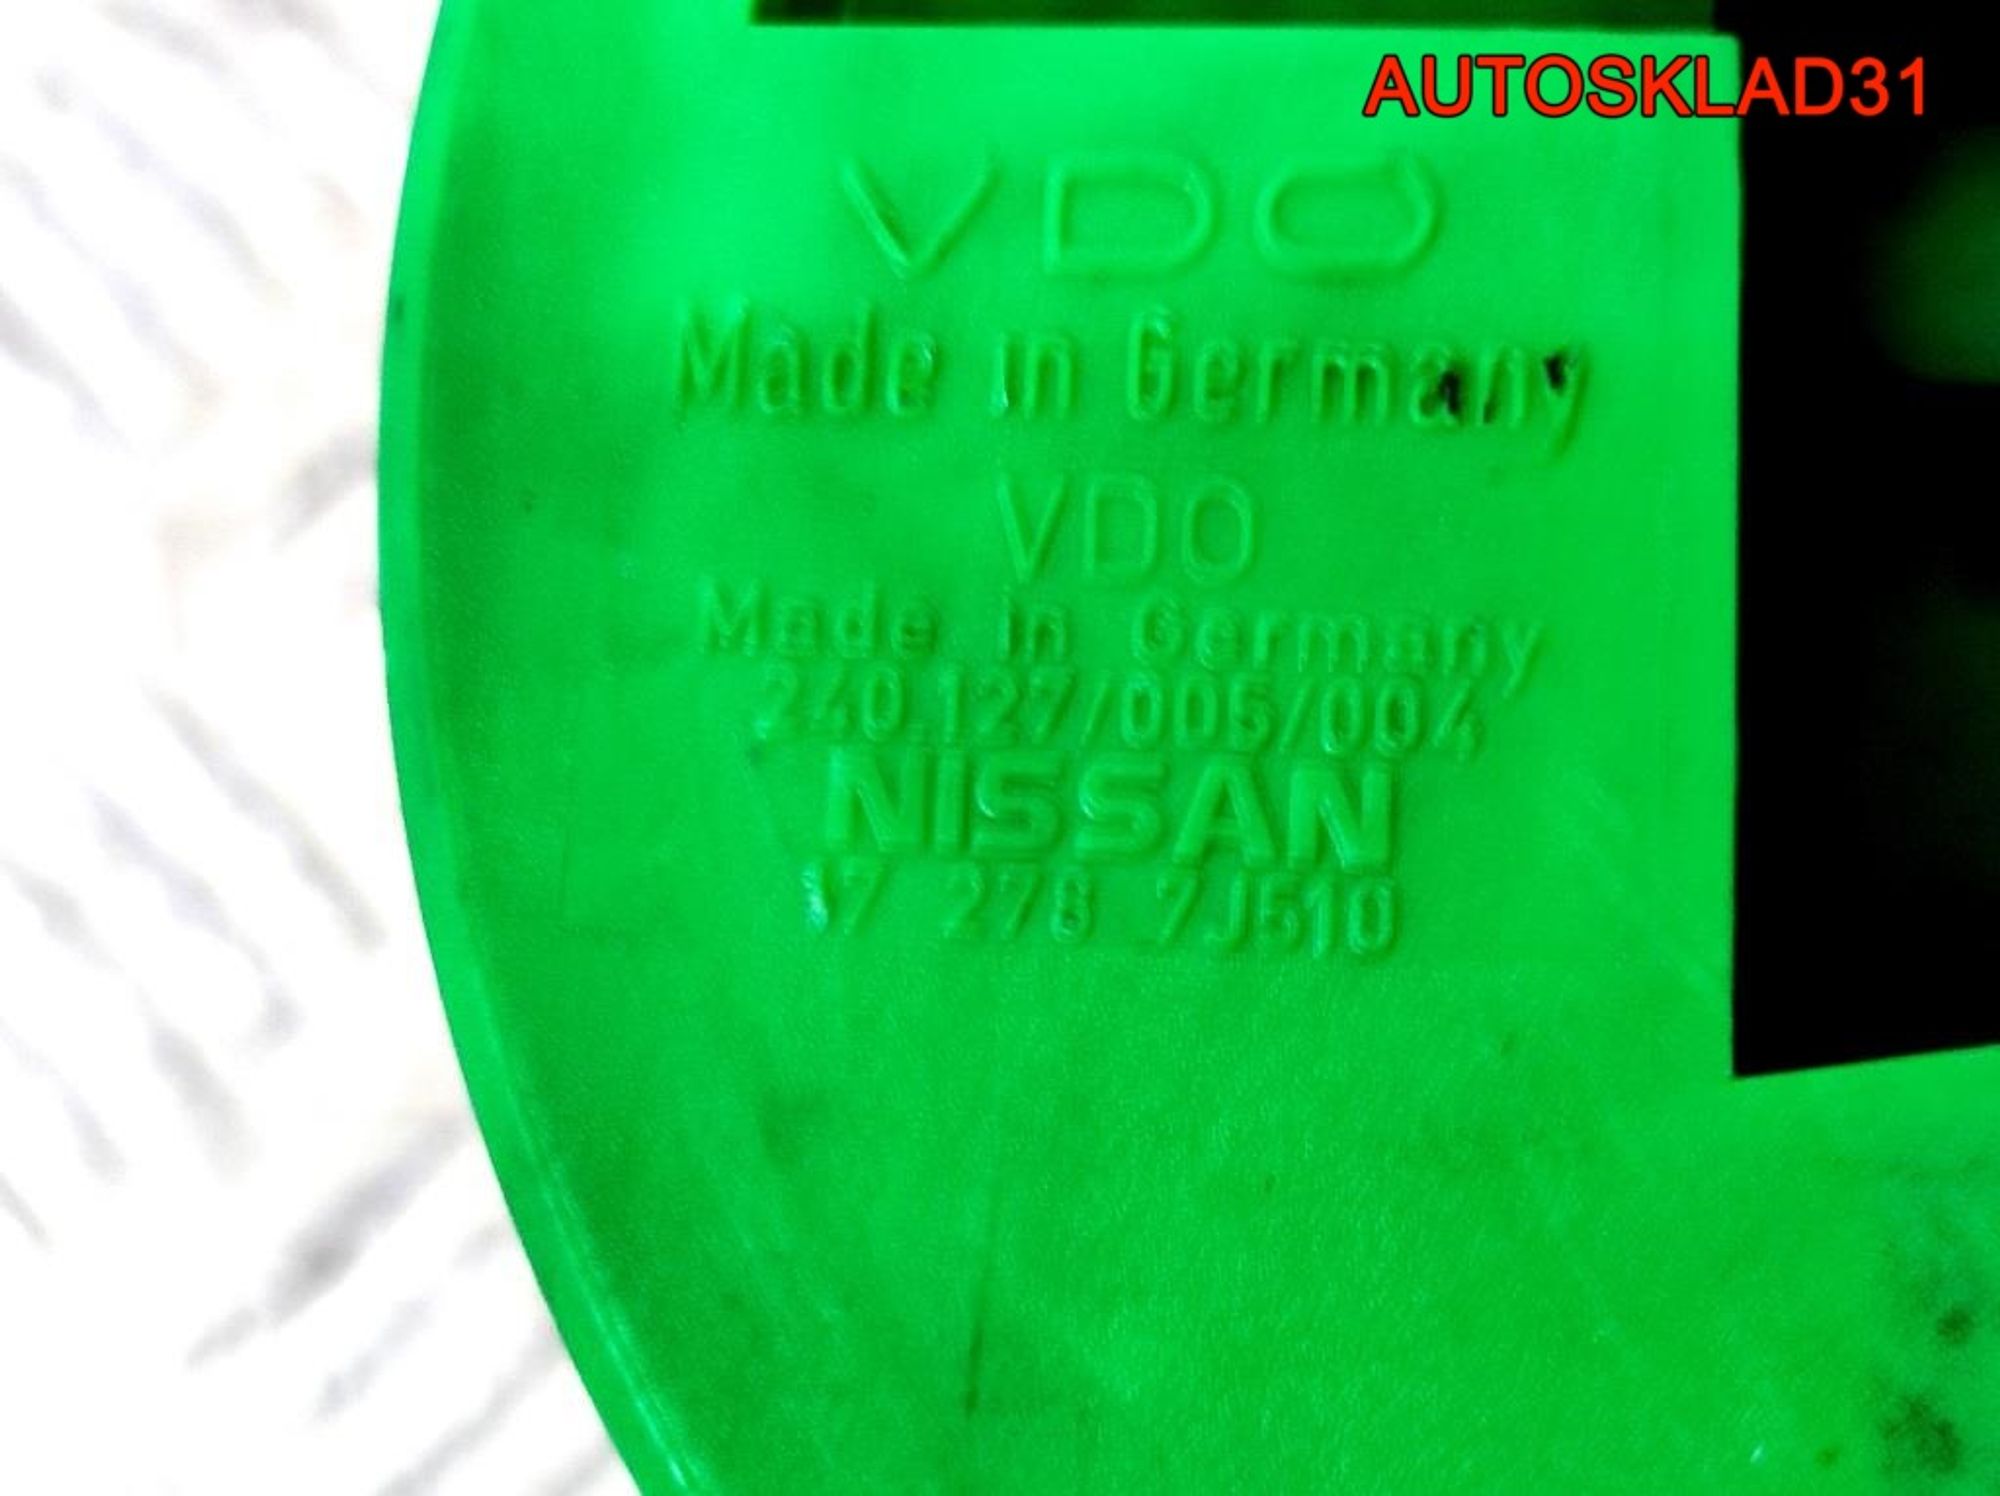 AUTOSKLAD31
VDO
Made in Germany
VDO
Made in Germany
240.127/005/004
NISSAN
17 278 7J510